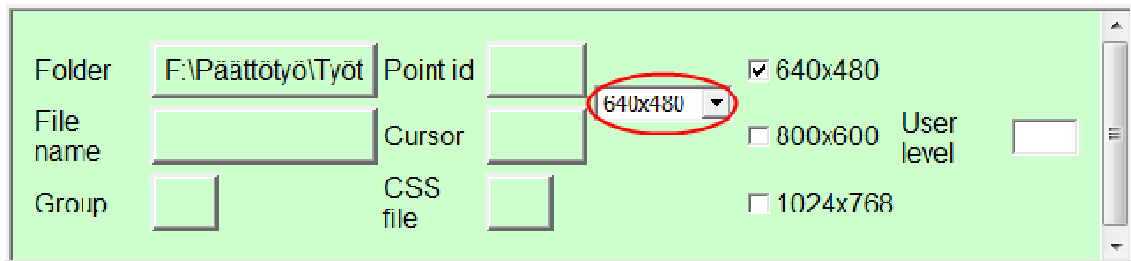 Folder F:\Päättötyö\Työt Point id 640x480
640x480
File name Cursor 800x600 User level
Group CSS file 1024x768